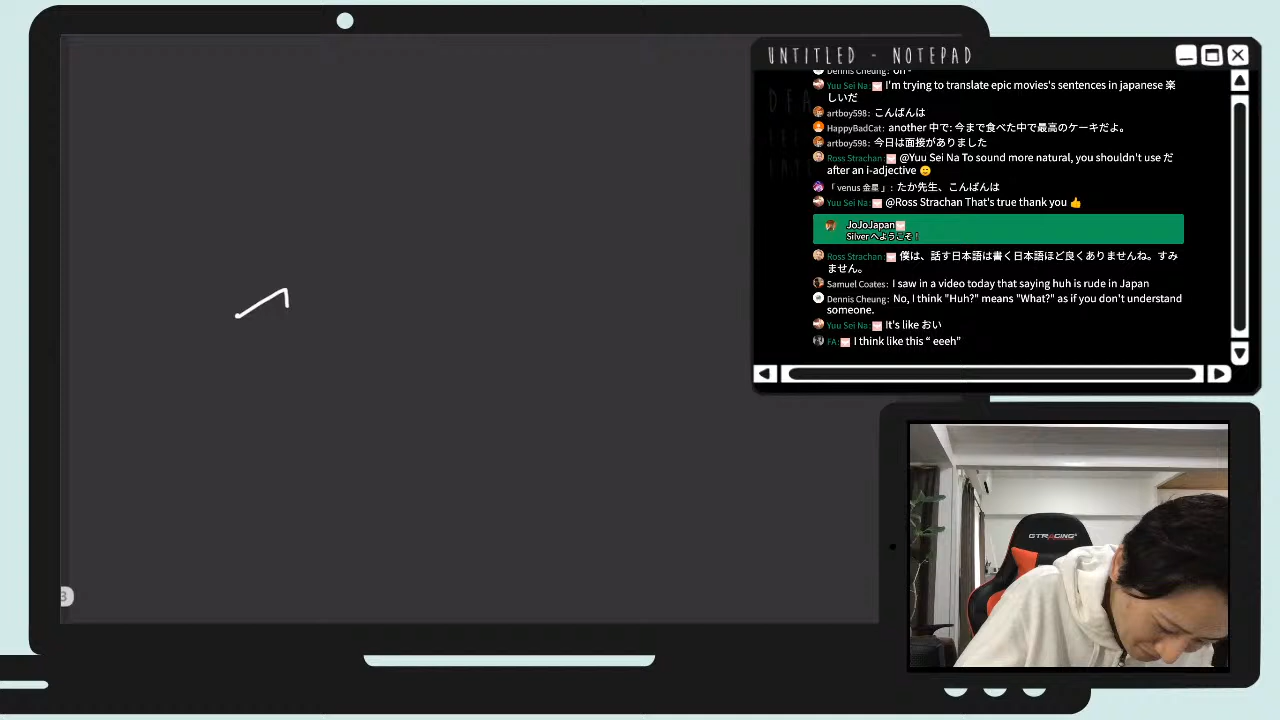 UNTITLED - NOTEPAD
Dennis Cheung: Uh -
Yuu Sei Na: I'm trying to translate epic movies's sentences in japanese 楽
しいだ
artboy598: こんばんは
HappyBadCat: another 中で: 今まで食べた中で最高のケーキだよ。
artboy598: 今日は面接がありました
Ross Strachan: @Yuu Sei Na To sound more natural, you shouldn't use だ
after an i-adjective 🙂
「 venus 金星 」: たか先生、こんばんは
Yuu Sei Na: @Ross Strachan That's true thank you 👍
JoJoJapan
Silver へようこそ！
Ross Strachan: 僕は、話す日本語は書く日本語ほど良くありませんね。すみ
ません。
Samuel Coates: I saw in a video today that saying huh is rude in Japan
Dennis Cheung: No, I think "Huh?" means "What?" as if you don't understand
someone.
Yuu Sei Na: It's like おい
FA: I think like this “ eeeh”
3
GTRACING